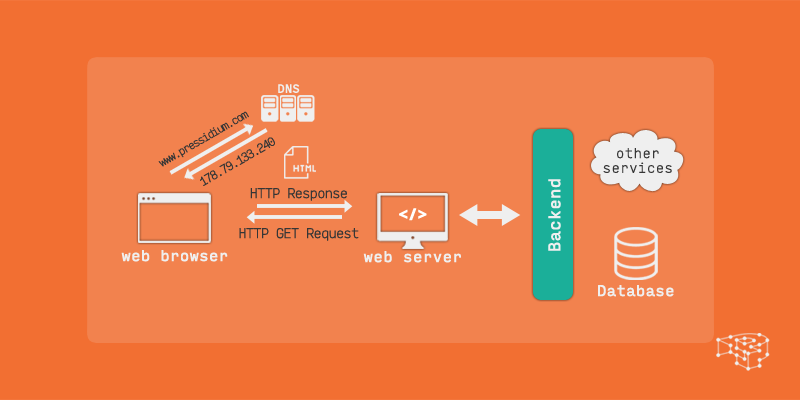 DNS
www.pressidium.com
178.79.133.240
HTML
HTTP Response
HTTP GET Request
web browser
</>
web server
Backend
other
services
Database